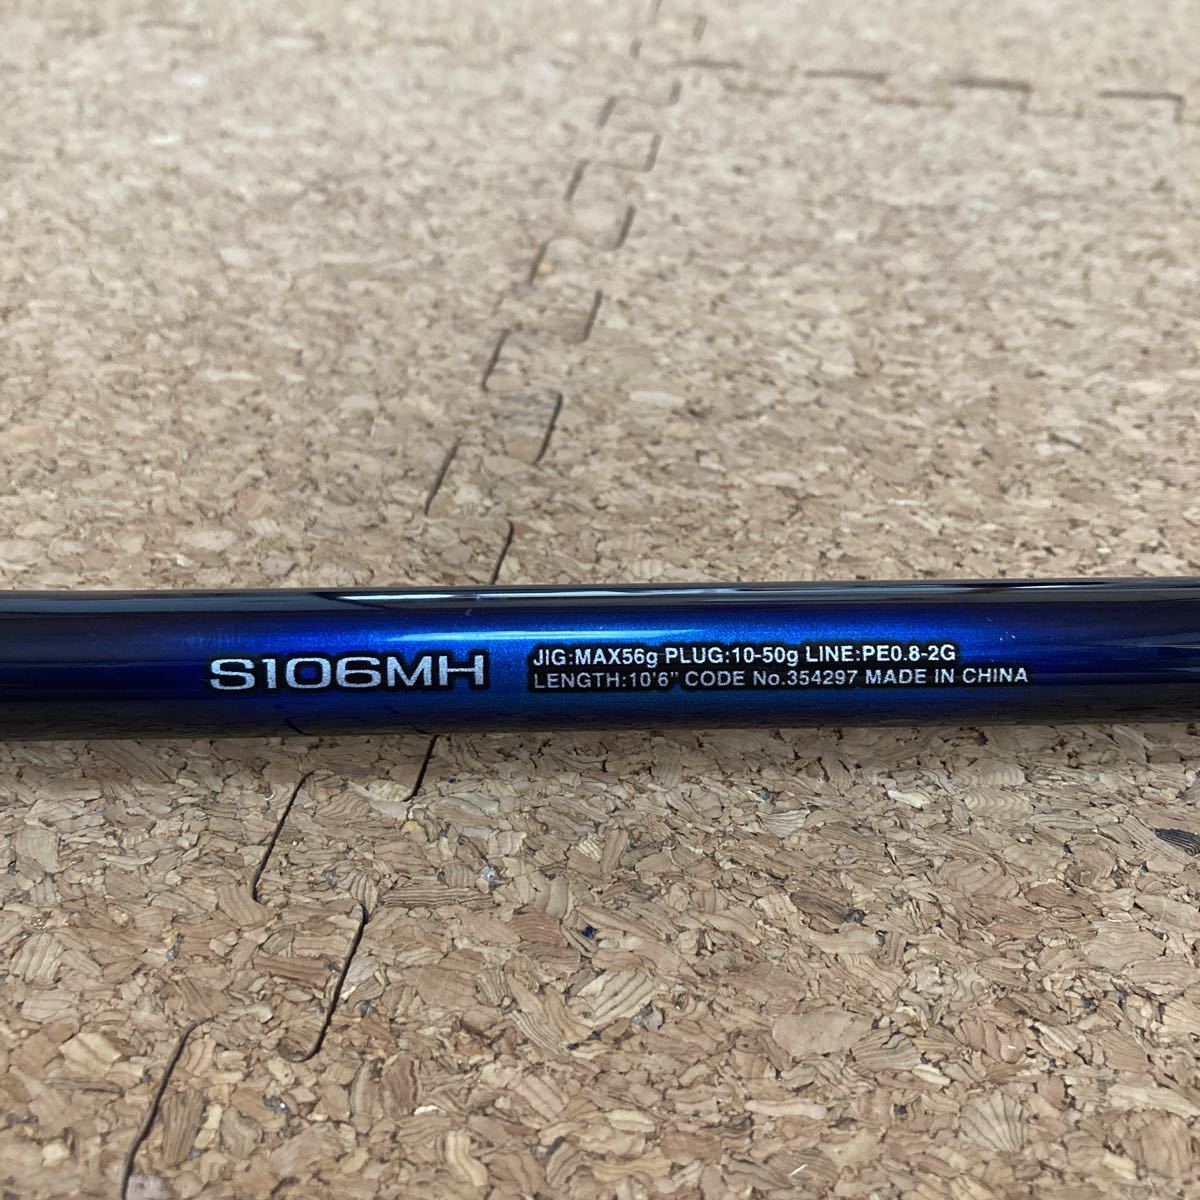 S106MH
JIG:MAX56g PLUG:10-50g LINE:PE0.8-2G
LENGTH:10'6" CODE No.354297 MADE IN CHINA